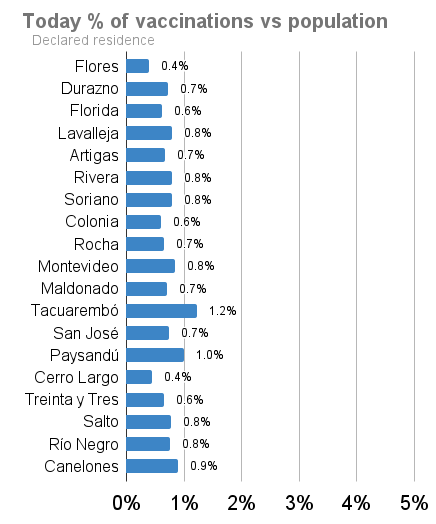 Today % of vaccinations vs population
Declared residence
Flores 0.4%
Durazno 0.7%
Florida 0.6%
Lavalleja 0.8%
Artigas 0.7%
Rivera 0.8%
Soriano 0.8%
Colonia 0.6%
Rocha 0.7%
Montevideo 0.8%
Maldonado 0.7%
Tacuarembó 1.2%
San José 0.7%
Paysandú 1.0%
Cerro Largo 0.4%
Treinta y Tres 0.6%
Salto 0.8%
Río Negro 0.8%
Canelones 0.9%
0% 1% 2% 3% 4% 5%